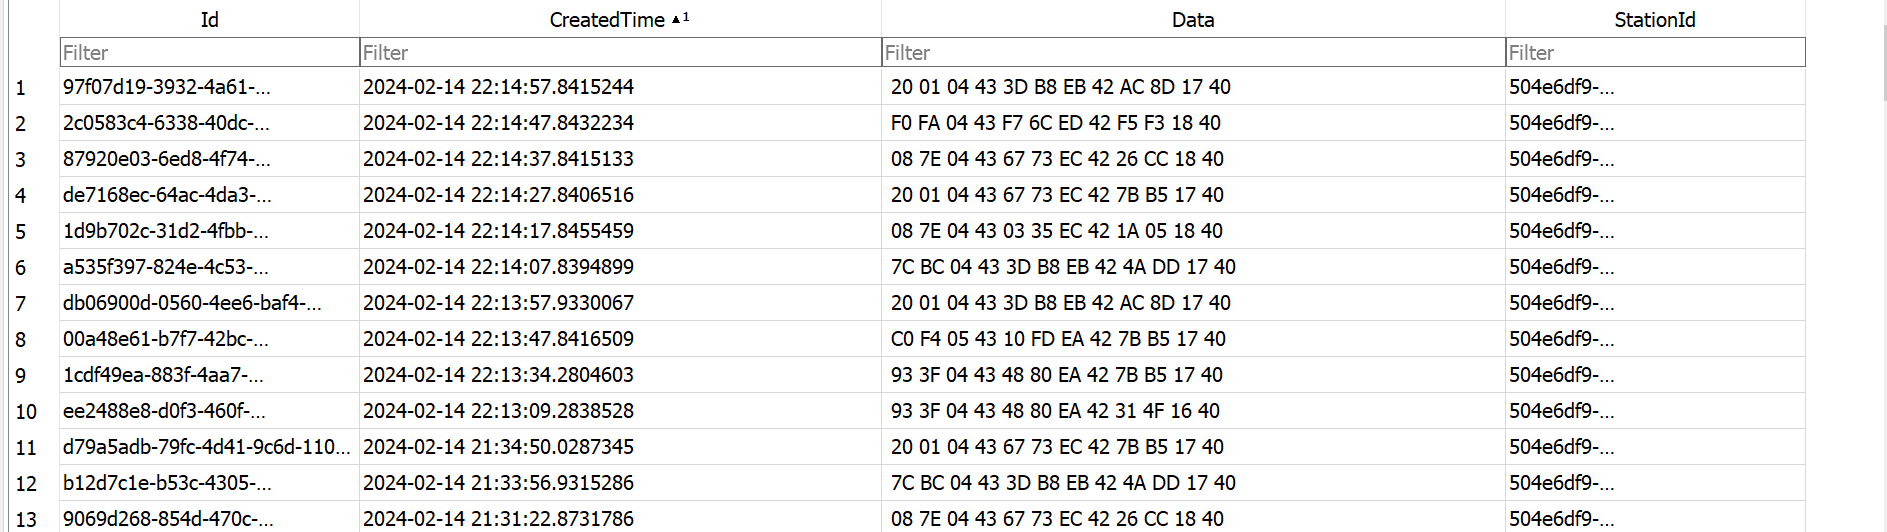 Id CreatedTime ▲1 Data StationId
Filter Filter Filter Filter
1 97f07d19-3932-4a61-... 2024-02-14 22:14:57.8415244 20 01 04 43 3D B8 EB 42 AC 8D 17 40 504e6df9-...
2 2c0583c4-6338-40dc-... 2024-02-14 22:14:47.8432234 F0 FA 04 43 F7 6C ED 42 F5 F3 18 40 504e6df9-...
3 87920e03-6ed8-4f74-... 2024-02-14 22:14:37.8415133 08 7E 04 43 67 73 EC 42 26 CC 18 40 504e6df9-...
4 de7168ec-64ac-4da3-... 2024-02-14 22:14:27.8406516 20 01 04 43 67 73 EC 42 7B B5 17 40 504e6df9-...
5 1d9b702c-31d2-4fbb-... 2024-02-14 22:14:17.8455459 08 7E 04 43 03 35 EC 42 1A 05 18 40 504e6df9-...
6 a535f397-824e-4c53-... 2024-02-14 22:14:07.8394899 7C BC 04 43 3D B8 EB 42 4A DD 17 40 504e6df9-...
7 db06900d-0560-4ee6-baf4-... 2024-02-14 22:13:57.9330067 20 01 04 43 3D B8 EB 42 AC 8D 17 40 504e6df9-...
8 00a48e61-b7f7-42bc-... 2024-02-14 22:13:47.8416509 C0 F4 05 43 10 FD EA 42 7B B5 17 40 504e6df9-...
9 1cdf49ea-883f-4aa7-... 2024-02-14 22:13:34.2804603 93 3F 04 43 48 80 EA 42 7B B5 17 40 504e6df9-...
10 ee2488e8-d0f3-460f-... 2024-02-14 22:13:09.2838528 93 3F 04 43 48 80 EA 42 31 4F 16 40 504e6df9-...
11 d79a5adb-79fc-4d41-9c6d-110... 2024-02-14 21:34:50.0287345 20 01 04 43 67 73 EC 42 7B B5 17 40 504e6df9-...
12 b12d7c1e-b53c-4305-... 2024-02-14 21:33:56.9315286 7C BC 04 43 3D B8 EB 42 4A DD 17 40 504e6df9-...
13 9069d268-854d-470c-... 2024-02-14 21:31:22.8731786 08 7E 04 43 67 73 EC 42 26 CC 18 40 504e6df9-...